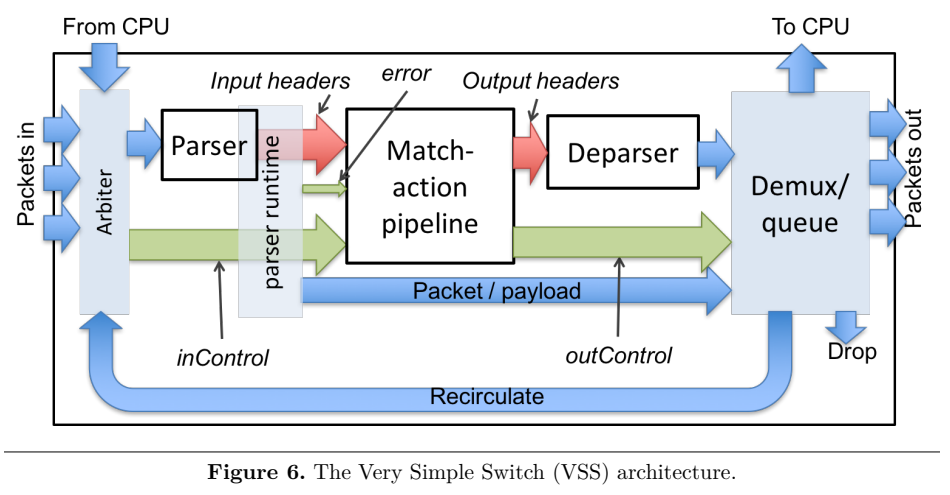 From CPU
To CPU
Input headers
error
Output headers
Packets in
Arbiter
Parser
parser runtime
Match-
action
pipeline
Deparser
Demux/
queue
Packets out
Packet / payload
inControl
outControl
Drop
Recirculate
Figure 6. The Very Simple Switch (VSS) architecture.